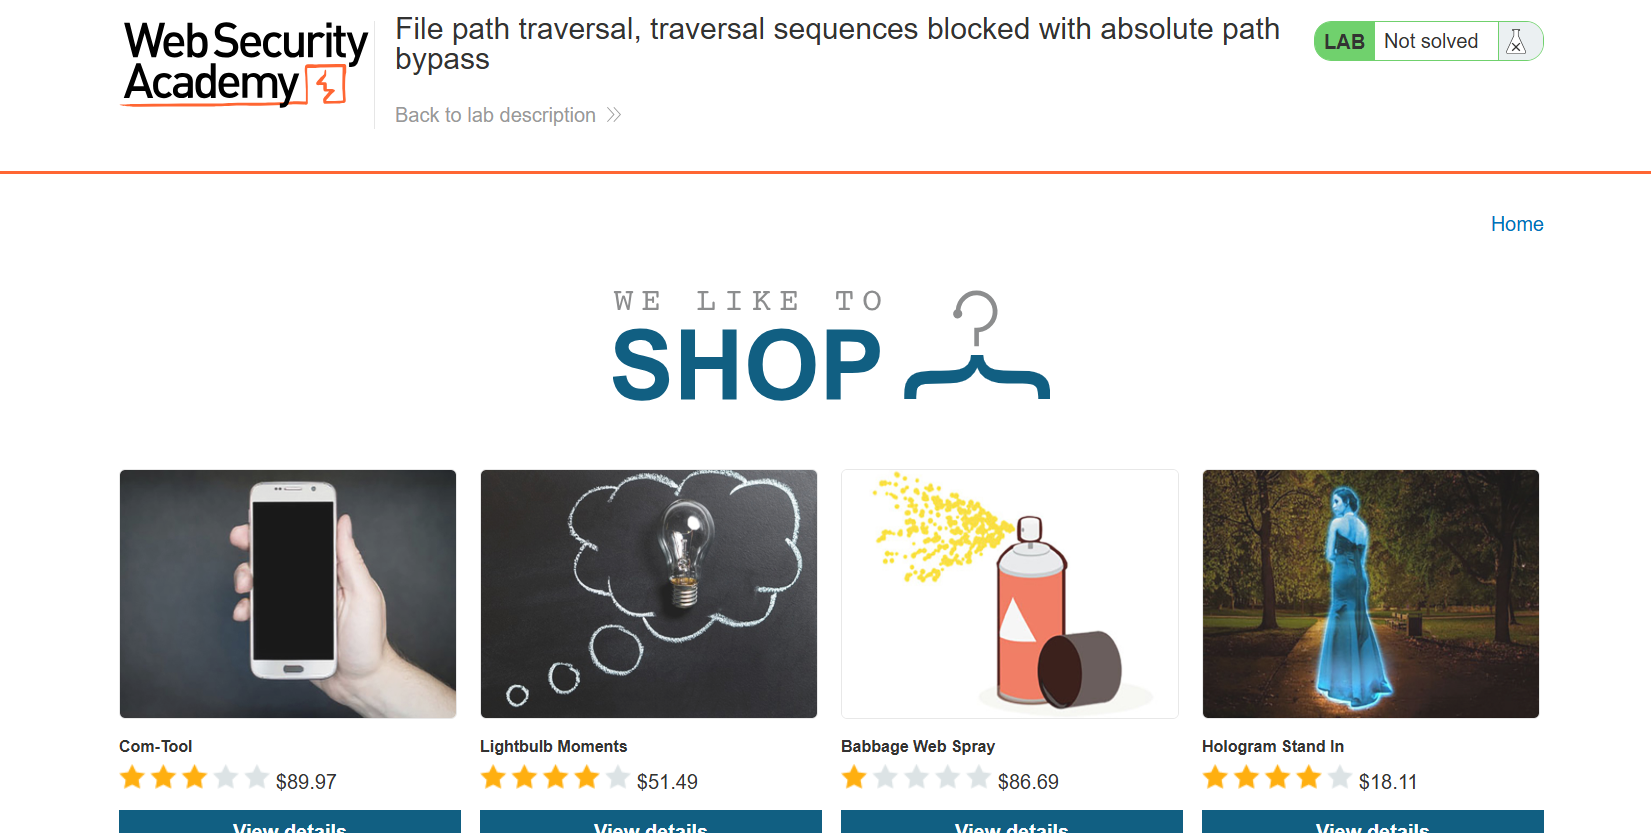 Web Security
Academy
File path traversal, traversal sequences blocked with absolute path
bypass
Back to lab description
LAB Not solved
Home
WE LIKE TO
SHOP
Com-Tool
$89.97
View details
Lightbulb Moments
$51.49
View details
Babbage Web Spray
$86.69
View details
Hologram Stand In
$18.11
View details